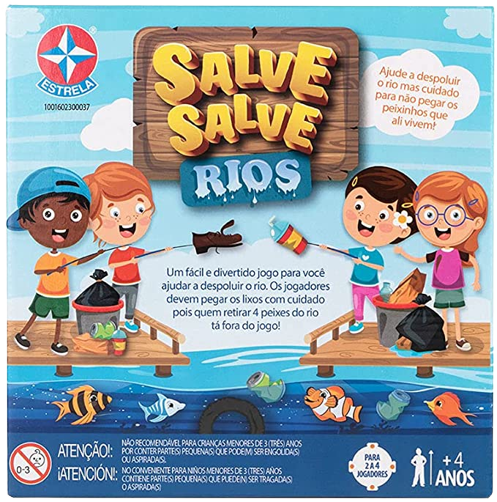 ESTRELA
1001602300037
SALVE
SALVE
RIOS
Ajude a despoluir
o rio mas cuidado
para não pegar os
peixinhos que
ali vivem!
Um fácil e divertido jogo para você
ajudar a despoluir o rio. Os jogadores
devem pegar os lixos com cuidado
pois quem retirar 4 peixes do rio
tá fora do jogo!
0-3
ATENÇÃO!:
NÃO RECOMENDÁVEL PARA CRIANÇAS MENORES DE 3 (TRÊS) ANOS
POR CONTER PARTE(S) PEQUENA(S) QUE PODE(M) SER ENGOLIDA(S)
OU ASPIRADA(S).
¡ATENCIÓN!:
NO CONVENIENTE PARA NIÑOS MENORES DE 3 (TRES) AÑOS
CONTIENE PARTE(S) PEQUEÑA(S) QUE PUEDE(N) SER TRAGADA(S)
O ASPIRADA(S)
PARA
2 A 4
JOGADORES
+4
ANOS